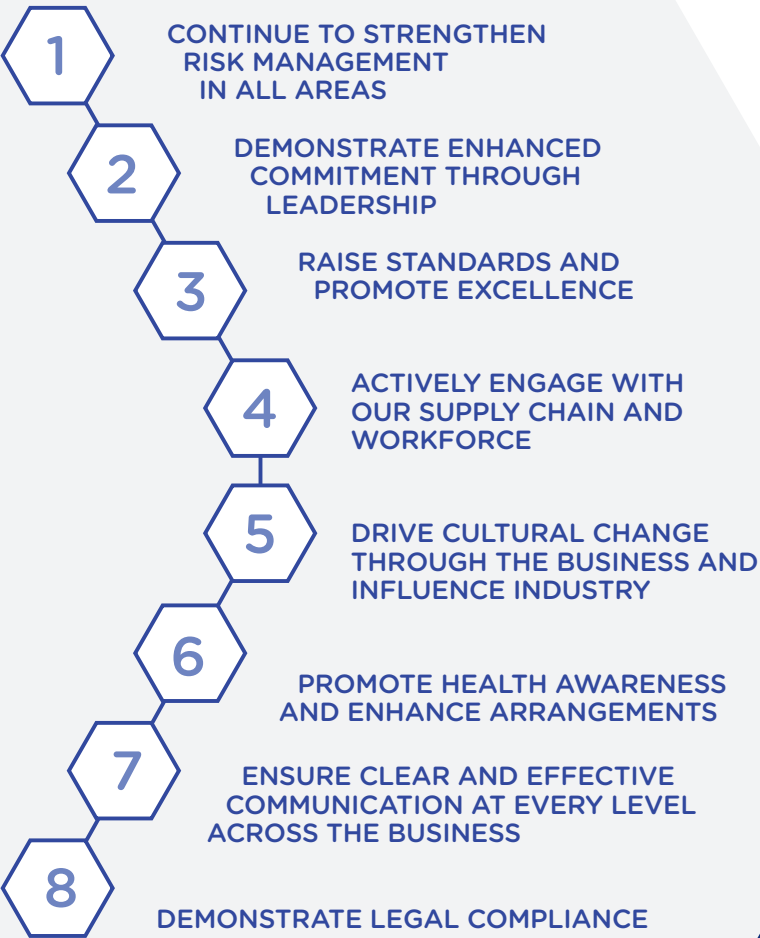 1
CONTINUE TO STRENGTHEN
RISK MANAGEMENT
IN ALL AREAS
2
DEMONSTRATE ENHANCED
COMMITMENT THROUGH
LEADERSHIP
3
RAISE STANDARDS AND
PROMOTE EXCELLENCE
4
ACTIVELY ENGAGE WITH
OUR SUPPLY CHAIN AND
WORKFORCE
5
DRIVE CULTURAL CHANGE
THROUGH THE BUSINESS AND
INFLUENCE INDUSTRY
6
PROMOTE HEALTH AWARENESS
AND ENHANCE ARRANGEMENTS
7
ENSURE CLEAR AND EFFECTIVE
COMMUNICATION AT EVERY LEVEL
ACROSS THE BUSINESS
8
DEMONSTRATE LEGAL COMPLIANCE